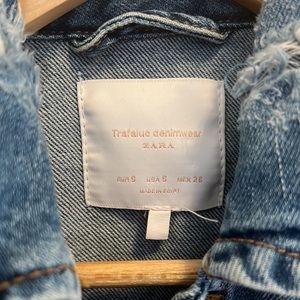 Trafaluc denimwear
ZARA
EUR S USA S MEX 26
MADE IN EGYPT